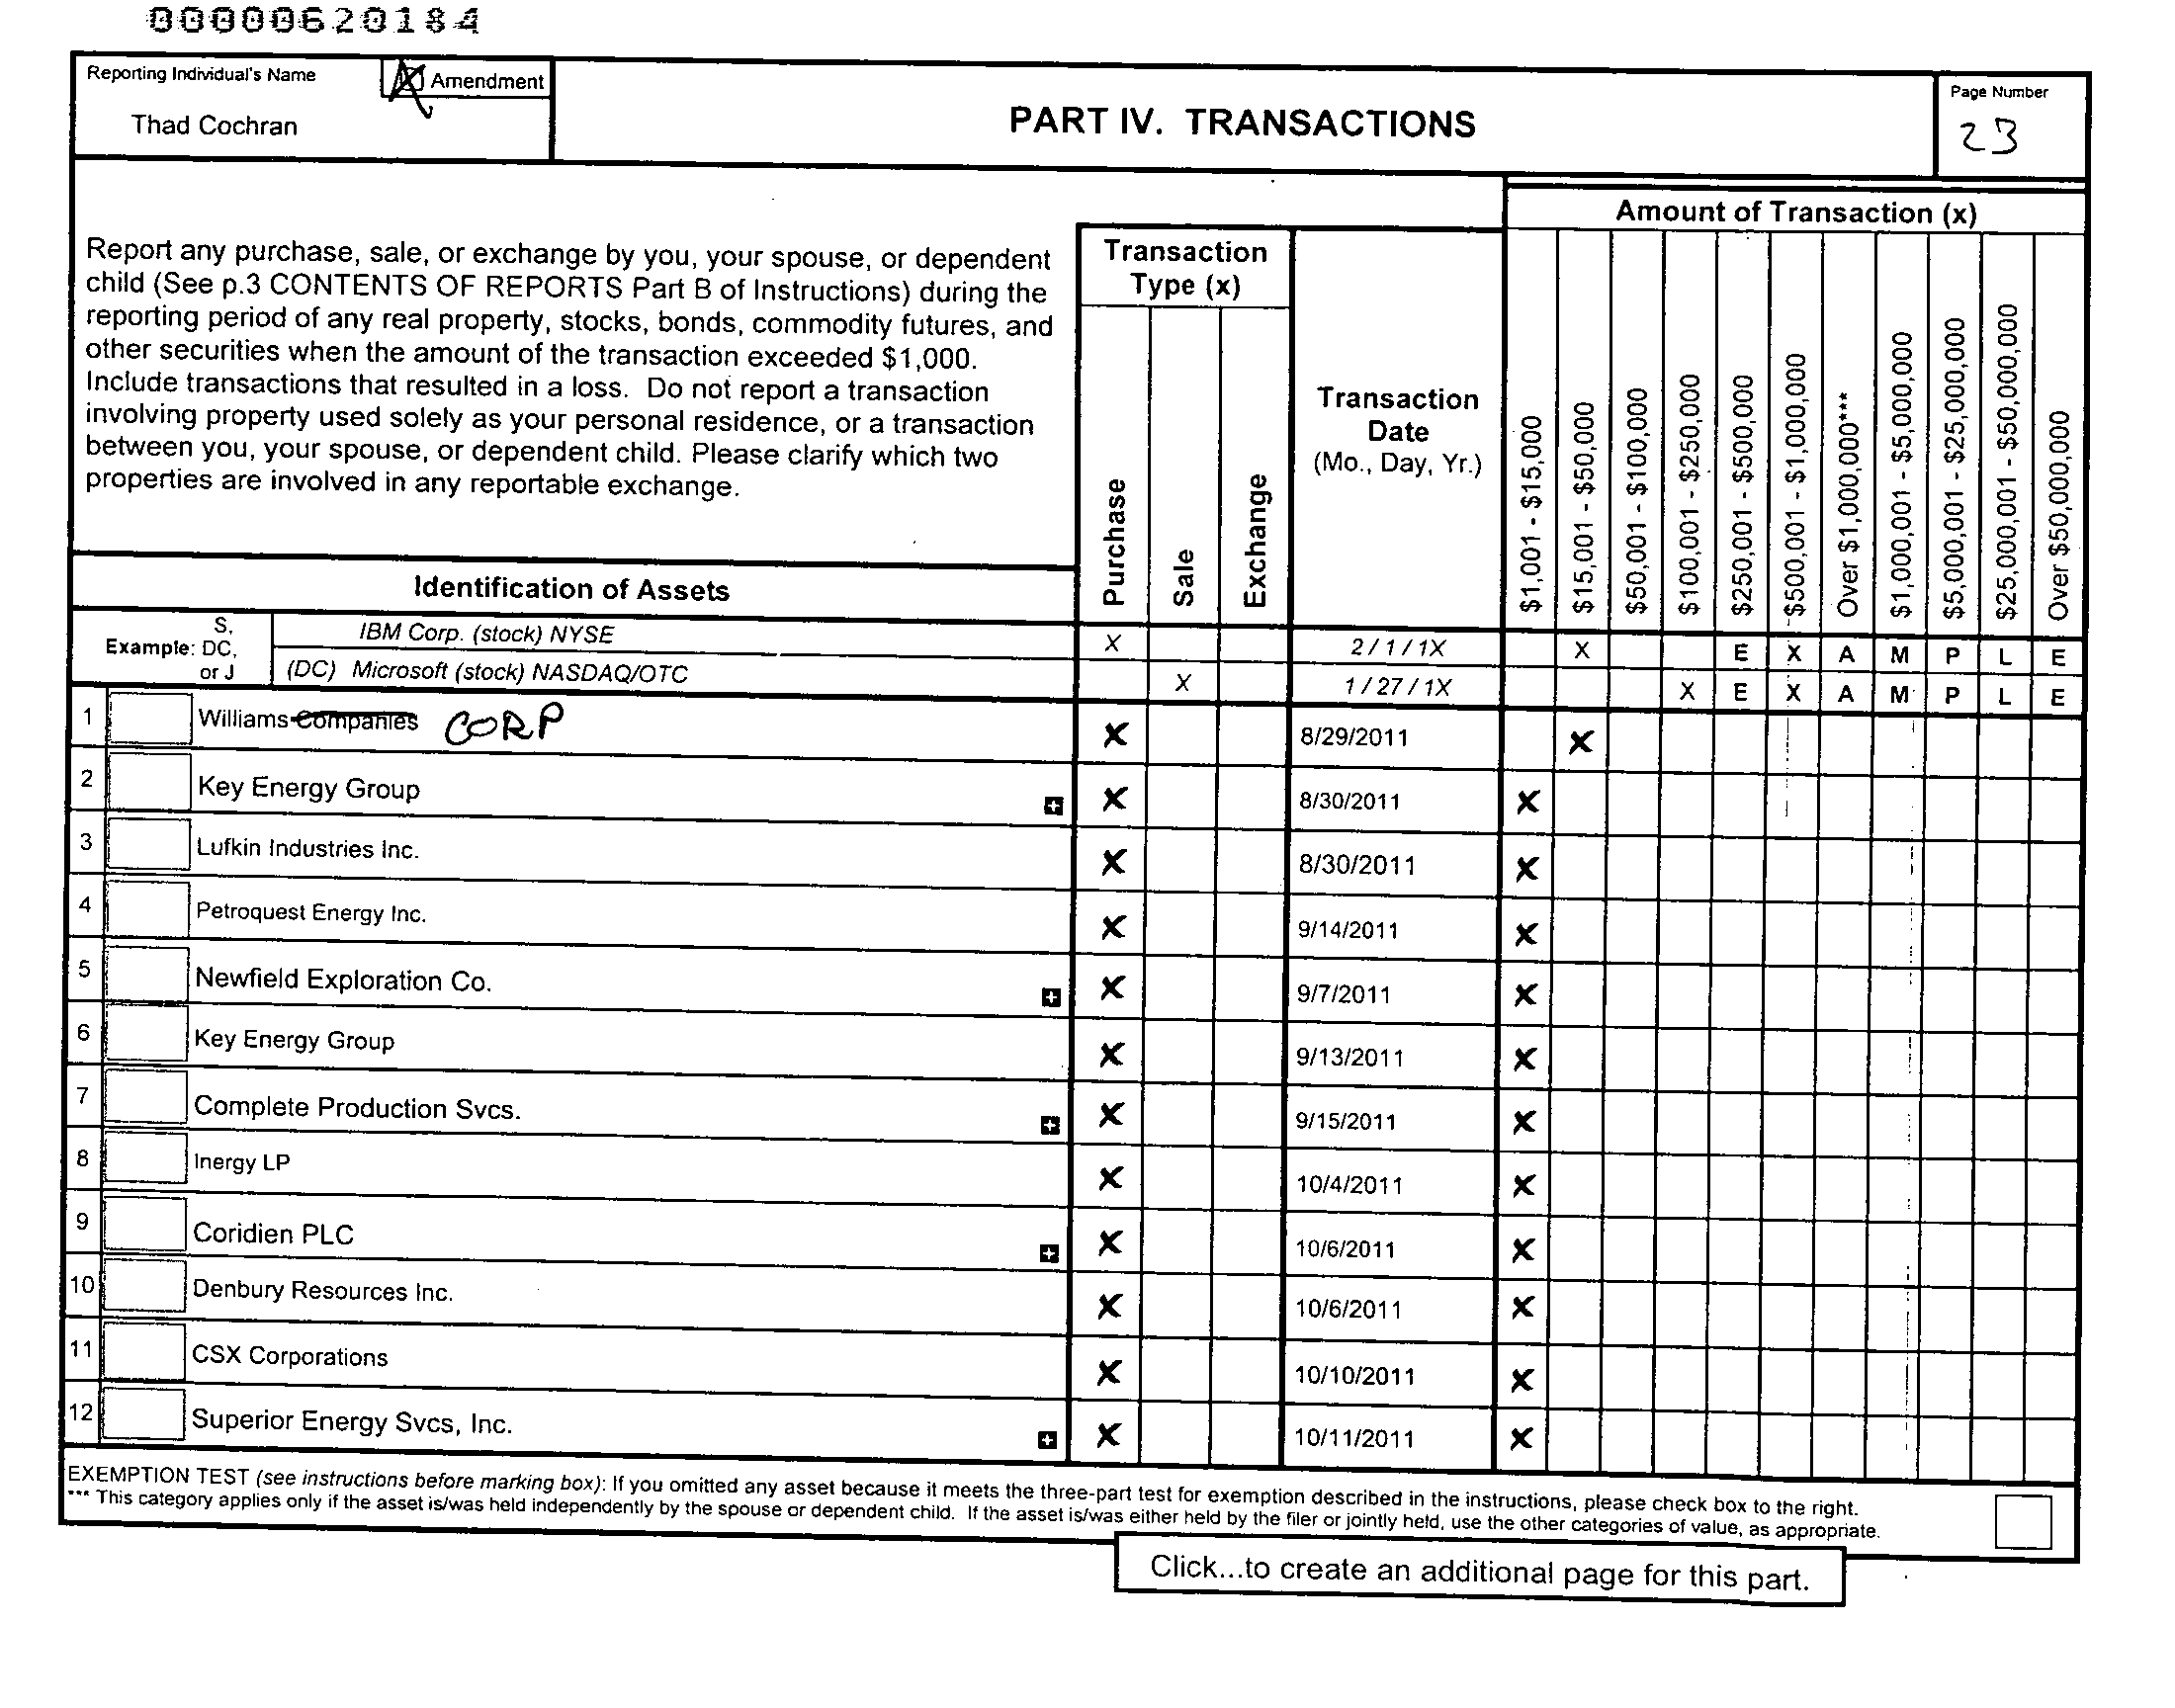 00000620184
Reporting Individual's Name
Amendment
Thad Cochran
PART IV. TRANSACTIONS
Page Number
23
Report any purchase, sale, or exchange by you, your spouse, or dependent
child (See p.3 CONTENTS OF REPORTS Part B of Instructions) during the
reporting period of any real property, stocks, bonds, commodity futures, and
other securities when the amount of the transaction exceeded $1,000.
Include transactions that resulted in a loss. Do not report a transaction
involving property used solely as your personal residence, or a transaction
between you, your spouse, or dependent child. Please clarify which two
properties are involved in any reportable exchange.
Transaction
Type (x)
Purchase
Sale
Exchange
Transaction
Date
(Mo., Day, Yr.)
Amount of Transaction (x)
$1,001 - $15,000
$15,001 - $50,000
$50,001 - $100,000
$100,001 - $250,000
$250,001 - $500,000
$500,001 - $1,000,000
Over $1,000,000***
$1,000,001 - $5,000,000
$5,000,001 - $25,000,000
$25,000,001 - $50,000,000
Over $50,000,000
Identification of Assets
Example: S, DC, or J
IBM Corp. (stock) NYSE X 2 / 1 / 1X X E X A M P L E
(DC) Microsoft (stock) NASDAQ/OTC X 1 / 27 / 1X X E X A M P L E
1 Williams Companies CORP X 8/29/2011 X
2 Key Energy Group X 8/30/2011 X
3 Lufkin Industries Inc. X 8/30/2011 X
4 Petroquest Energy Inc. X 9/14/2011 X
5 Newfield Exploration Co. X 9/7/2011 X
6 Key Energy Group X 9/13/2011 X
7 Complete Production Svcs. X 9/15/2011 X
8 Inergy LP X 10/4/2011 X
9 Coridien PLC X 10/6/2011 X
10 Denbury Resources Inc. X 10/6/2011 X
11 CSX Corporations X 10/10/2011 X
12 Superior Energy Svcs, Inc. X 10/11/2011 X
EXEMPTION TEST (see instructions before marking box): If you omitted any asset because it meets the three-part test for exemption described in the instructions, please check box to the right.
*** This category applies only if the asset is/was held independently by the spouse or dependent child. If the asset is/was either held by the filer or jointly held, use the other categories of value, as appropriate.
Click...to create an additional page for this part.